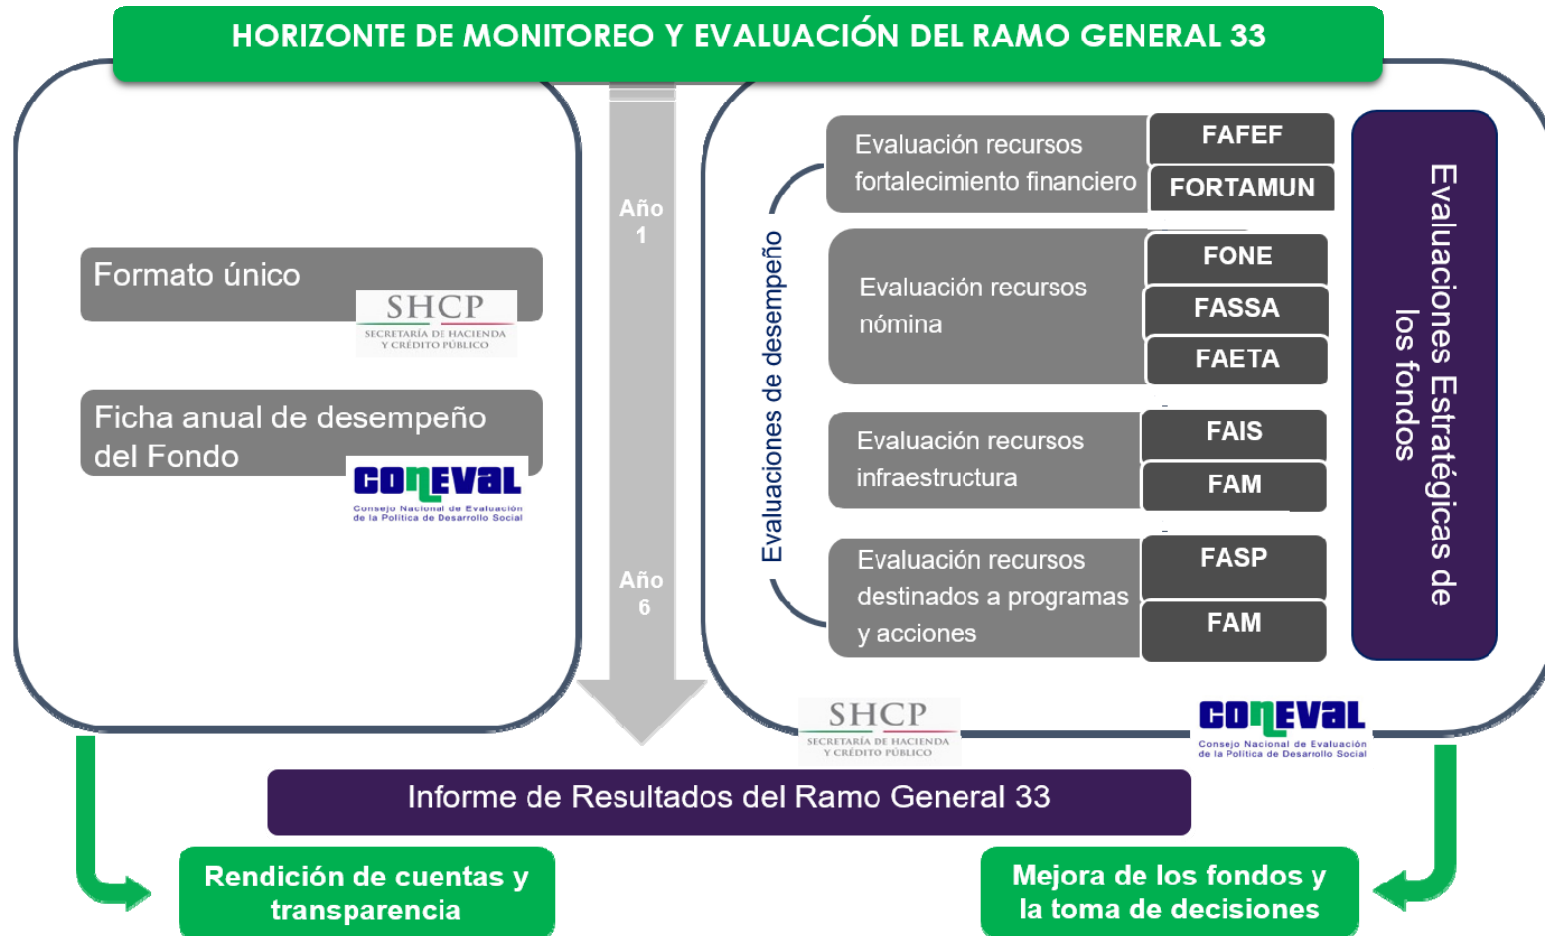 HORIZONTE DE MONITOREO Y EVALUACIÓN DEL RAMO GENERAL 33
Formato único
SHCP
SECRETARÍA DE HACIENDA
Y CRÉDITO PÚBLICO
Ficha anual de desempeño
del Fondo
CONEVAL
Consejo Nacional de Evaluación
de la Política de Desarrollo Social
Año
1
Año
6
Evaluaciones de desempeño
Evaluación recursos
fortalecimiento financiero
FAFEF
FORTAMUN
Evaluación recursos
nómina
FONE
FASSA
FAETA
Evaluación recursos
infraestructura
FAIS
FAM
Evaluación recursos
destinados a programas
y acciones
FASP
FAM
Evaluaciones Estratégicas de
los fondos
SHCP
SECRETARÍA DE HACIENDA
Y CRÉDITO PÚBLICO
CONEVAL
Consejo Nacional de Evaluación
de la Política de Desarrollo Social
Informe de Resultados del Ramo General 33
Rendición de cuentas y
transparencia
Mejora de los fondos y
la toma de decisiones